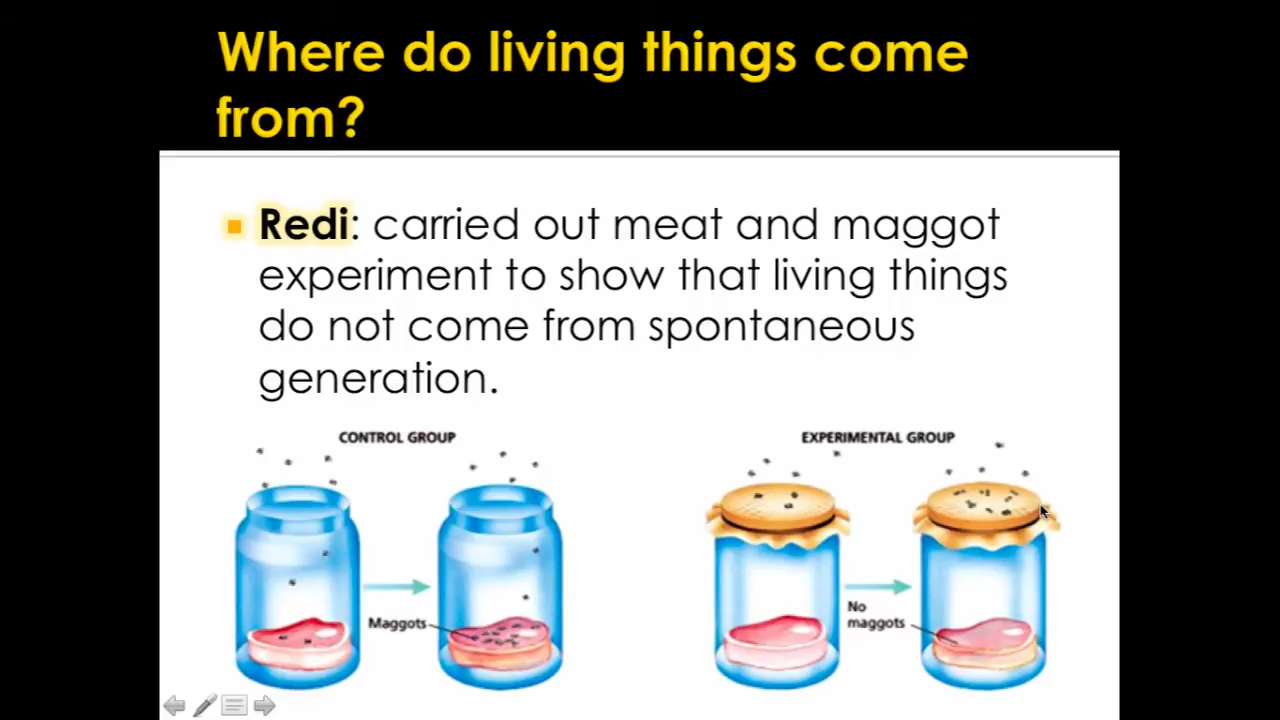 Where do living things come
from?
Redi: carried out meat and maggot
experiment to show that living things
do not come from spontaneous
generation.
CONTROL GROUP
EXPERIMENTAL GROUP
Maggots
No
maggots